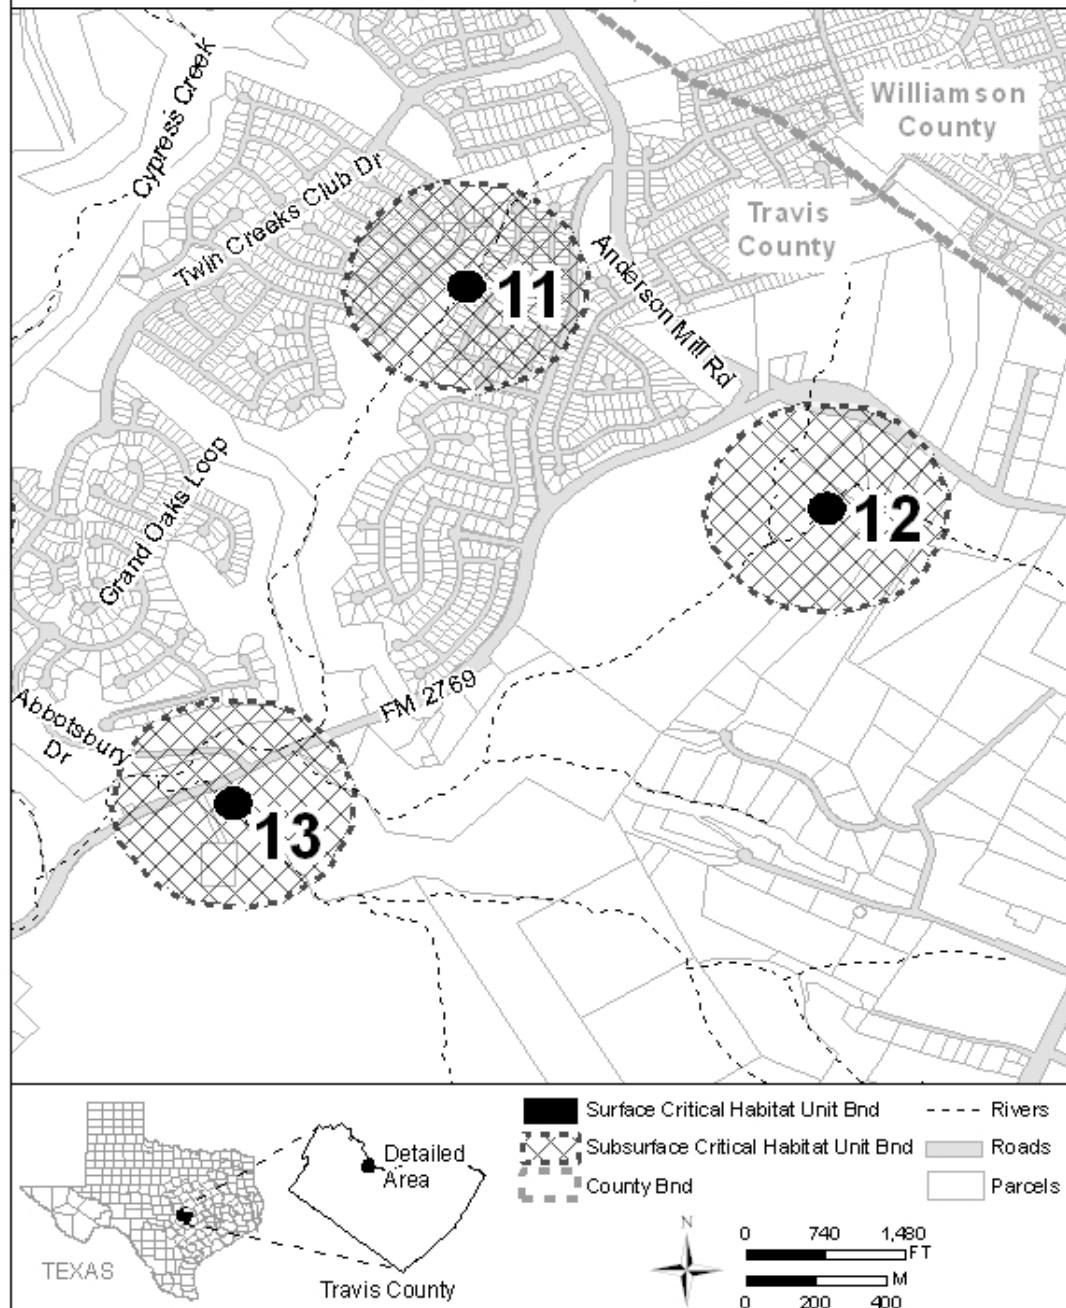 Cypress Creek
Williamson
County
Twin Creeks Club Dr
Travis
County
11
Anderson Mill Rd
12
Grand Oaks Loop
FM 2769
Abbotsbury
Dr
13
Surface Critical Habitat Unit Bnd
Rivers
Subsurface Critical Habitat Unit Bnd
Roads
County Bnd
Parcels
Detailed
Area
TEXAS
Travis County
N
0 740 1,480
FT
M
0 200 400